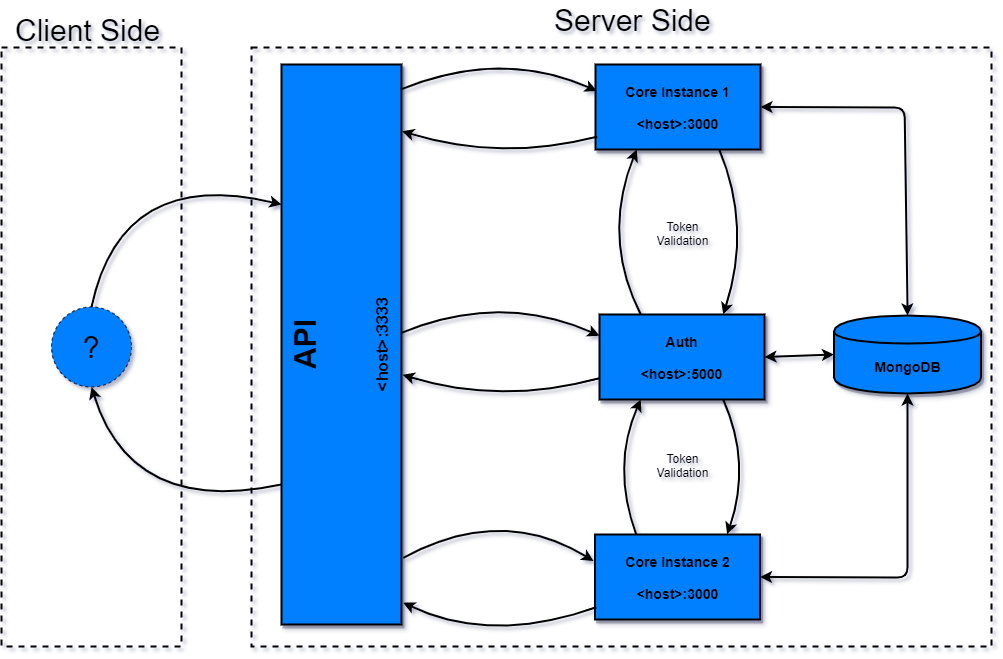 Client Side
Server Side
?
API
<host>:3333
Core Instance 1
<host>:3000
Token
Validation
Auth
<host>:5000
MongoDB
Token
Validation
Core Instance 2
<host>:3000